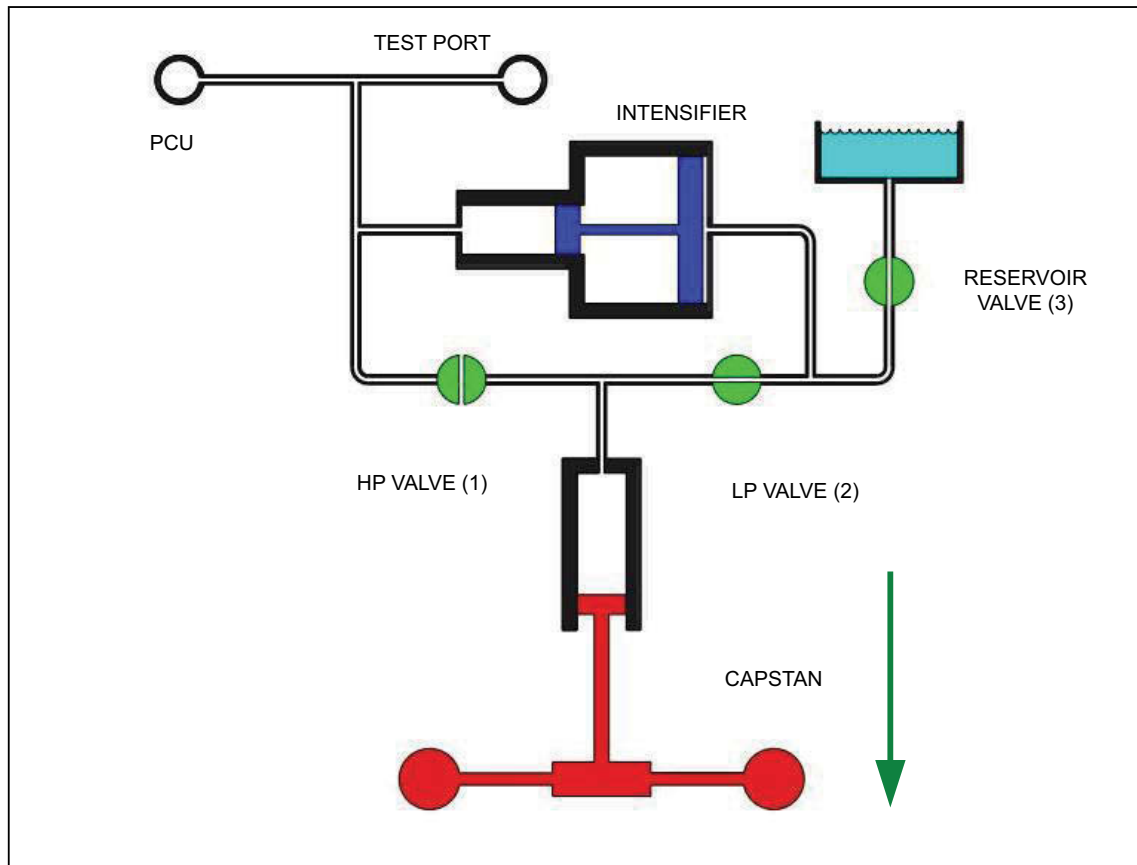 TEST PORT
PCU
INTENSIFIER
RESERVOIR
VALVE (3)
HP VALVE (1)
LP VALVE (2)
CAPSTAN